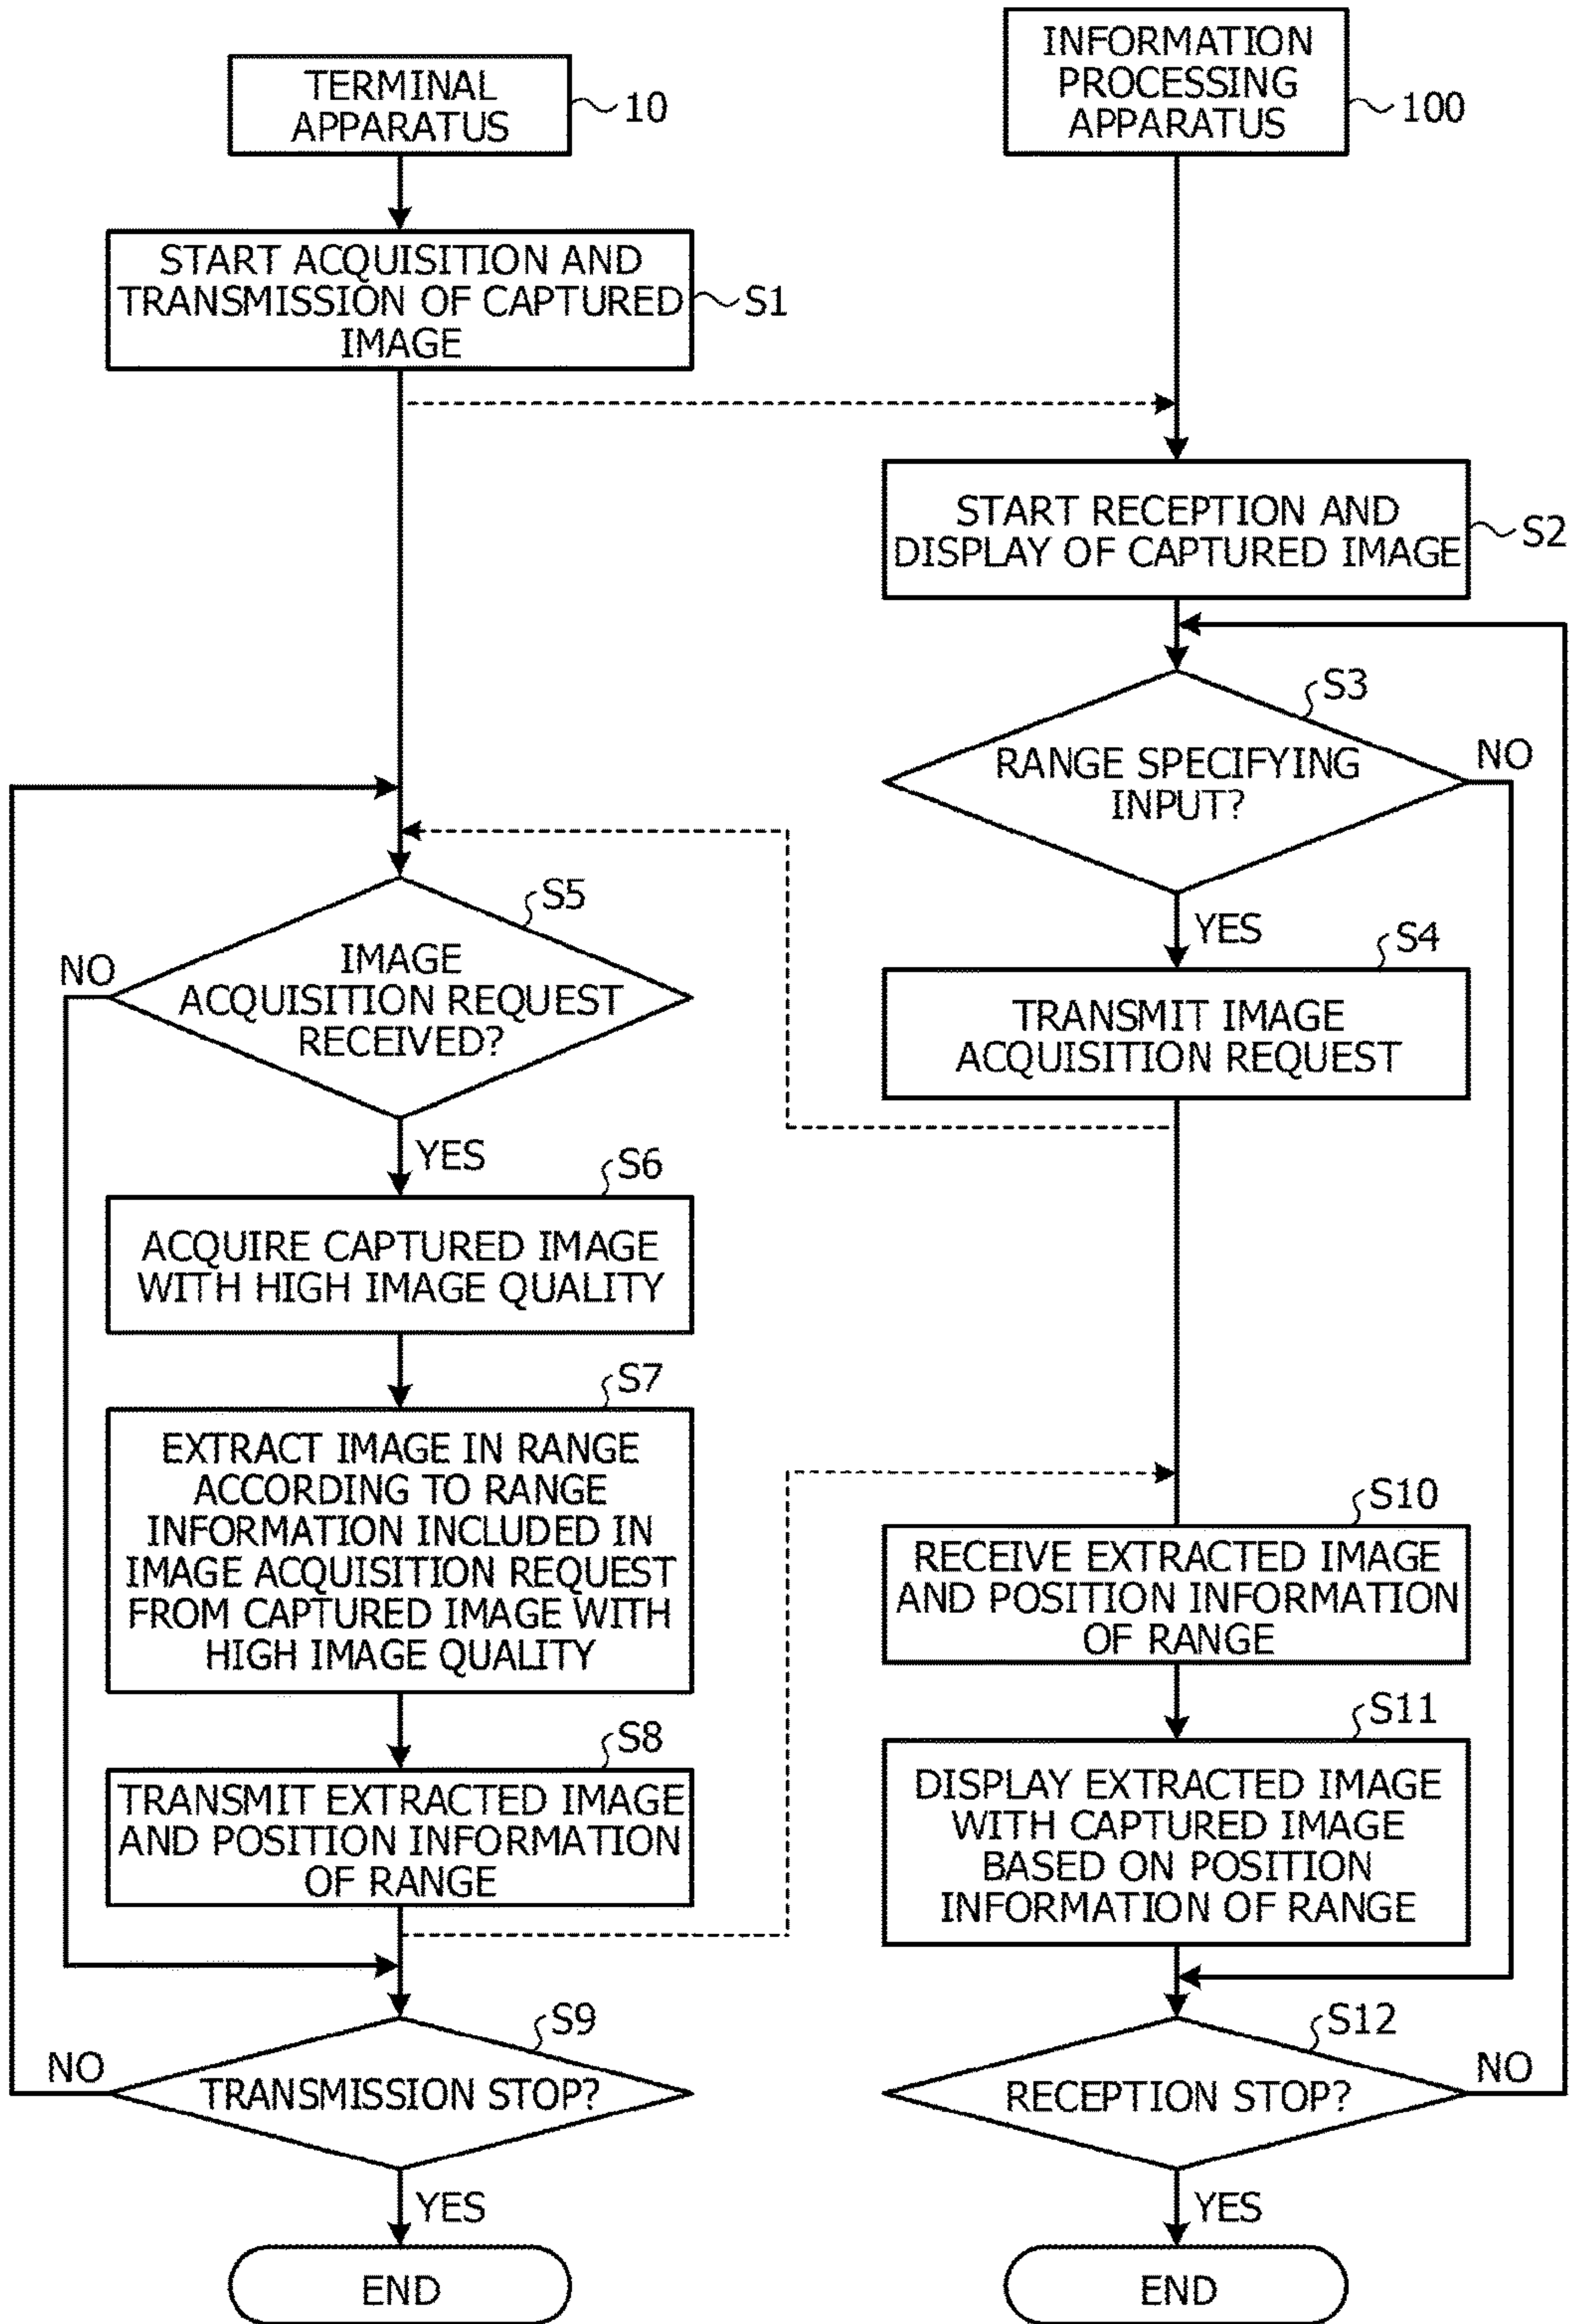 TERMINAL
APPARATUS
10
INFORMATION
PROCESSING
APPARATUS
100
START ACQUISITION AND
TRANSMISSION OF CAPTURED
IMAGE
S1
START RECEPTION AND
DISPLAY OF CAPTURED IMAGE
S2
S3
RANGE SPECIFYING
INPUT?
NO
YES
S4
TRANSMIT IMAGE
ACQUISITION REQUEST
S5
IMAGE
ACQUISITION REQUEST
RECEIVED?
NO
YES
S6
ACQUIRE CAPTURED IMAGE
WITH HIGH IMAGE QUALITY
S7
EXTRACT IMAGE IN RANGE
ACCORDING TO RANGE
INFORMATION INCLUDED IN
IMAGE ACQUISITION REQUEST
FROM CAPTURED IMAGE WITH
HIGH IMAGE QUALITY
S8
TRANSMIT EXTRACTED IMAGE
AND POSITION INFORMATION
OF RANGE
S9
TRANSMISSION STOP?
NO
YES
END
S10
RECEIVE EXTRACTED IMAGE
AND POSITION INFORMATION
OF RANGE
S11
DISPLAY EXTRACTED IMAGE
WITH CAPTURED IMAGE
BASED ON POSITION
INFORMATION OF RANGE
S12
RECEPTION STOP?
NO
YES
END